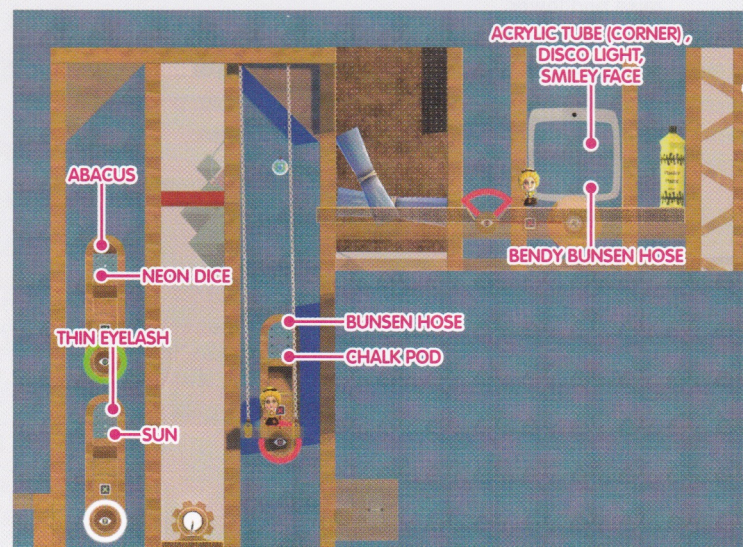 ACRYLIC TUBE (CORNER),
DISCO LIGHT,
SMILEY FACE
ABACUS
NEON DICE
BENDY BUNSEN HOSE
THIN EYELASH
BUNSEN HOSE
CHALK POD
SUN